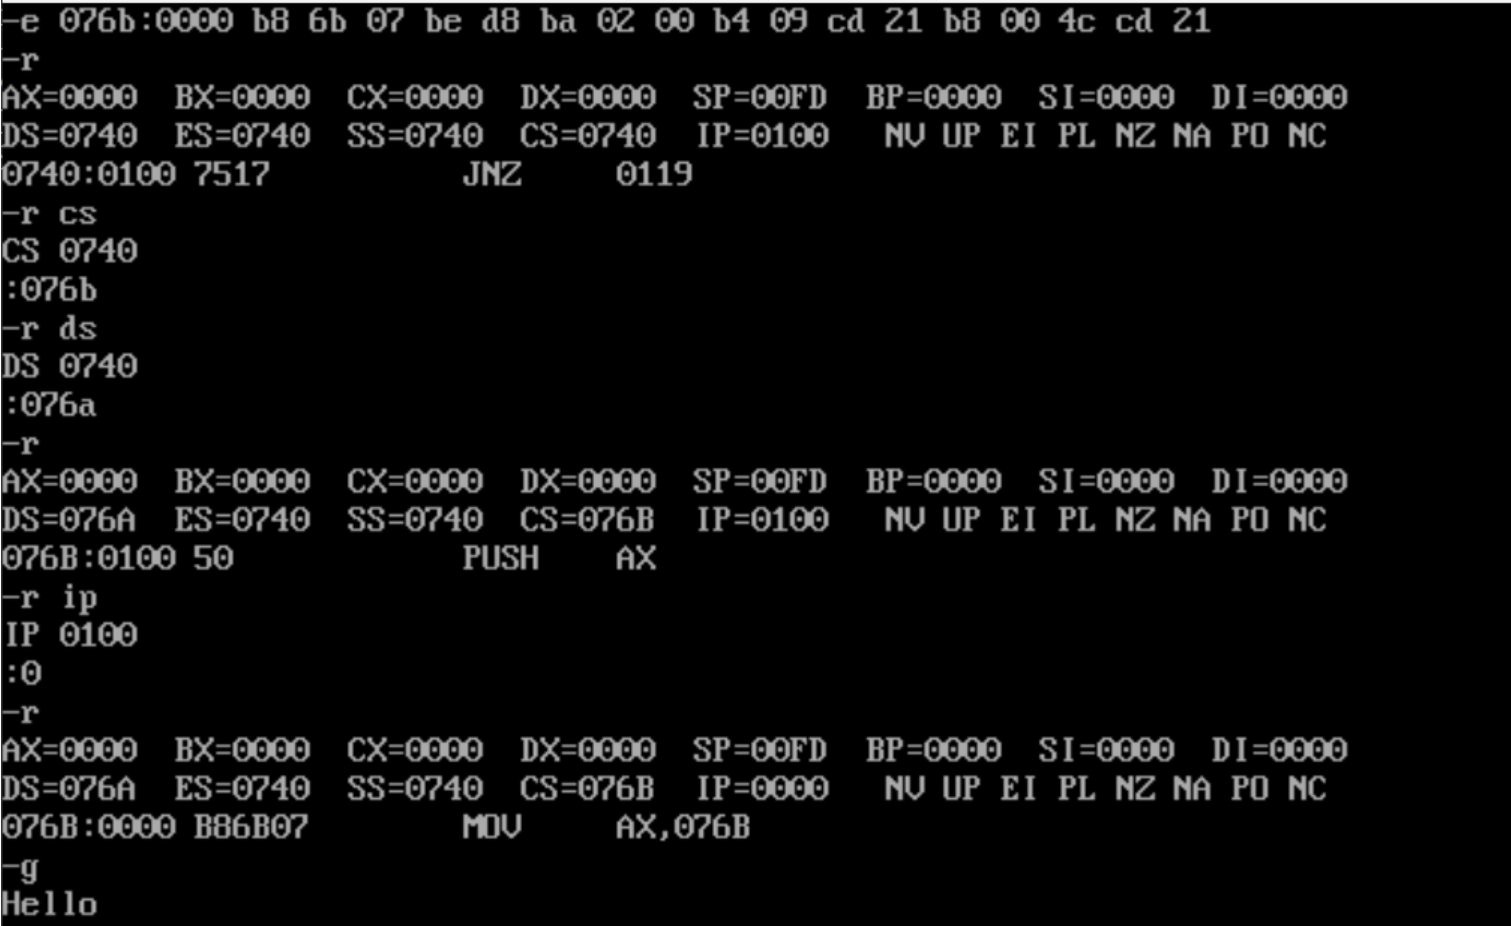 -e 076b:0000 b8 6b 07 be d8 ba 02 00 b4 09 cd 21 b8 00 4c cd 21
-r
AX=0000  BX=0000  CX=0000  DX=0000  SP=00FD  BP=0000  SI=0000  DI=0000
DS=0740  ES=0740  SS=0740  CS=0740  IP=0100   NV UP EI PL NZ NA PO NC
0740:0100 7517          JNZ     0119
-r cs
CS 0740
:076b
-r ds
DS 0740
:076a
-r
AX=0000  BX=0000  CX=0000  DX=0000  SP=00FD  BP=0000  SI=0000  DI=0000
DS=076A  ES=0740  SS=0740  CS=076B  IP=0100   NV UP EI PL NZ NA PO NC
076B:0100 50            PUSH    AX
-r ip
IP 0100
:0
-r
AX=0000  BX=0000  CX=0000  DX=0000  SP=00FD  BP=0000  SI=0000  DI=0000
DS=076A  ES=0740  SS=0740  CS=076B  IP=0000   NV UP EI PL NZ NA PO NC
076B:0000 B86B07        MOV     AX,076B
-g
Hello